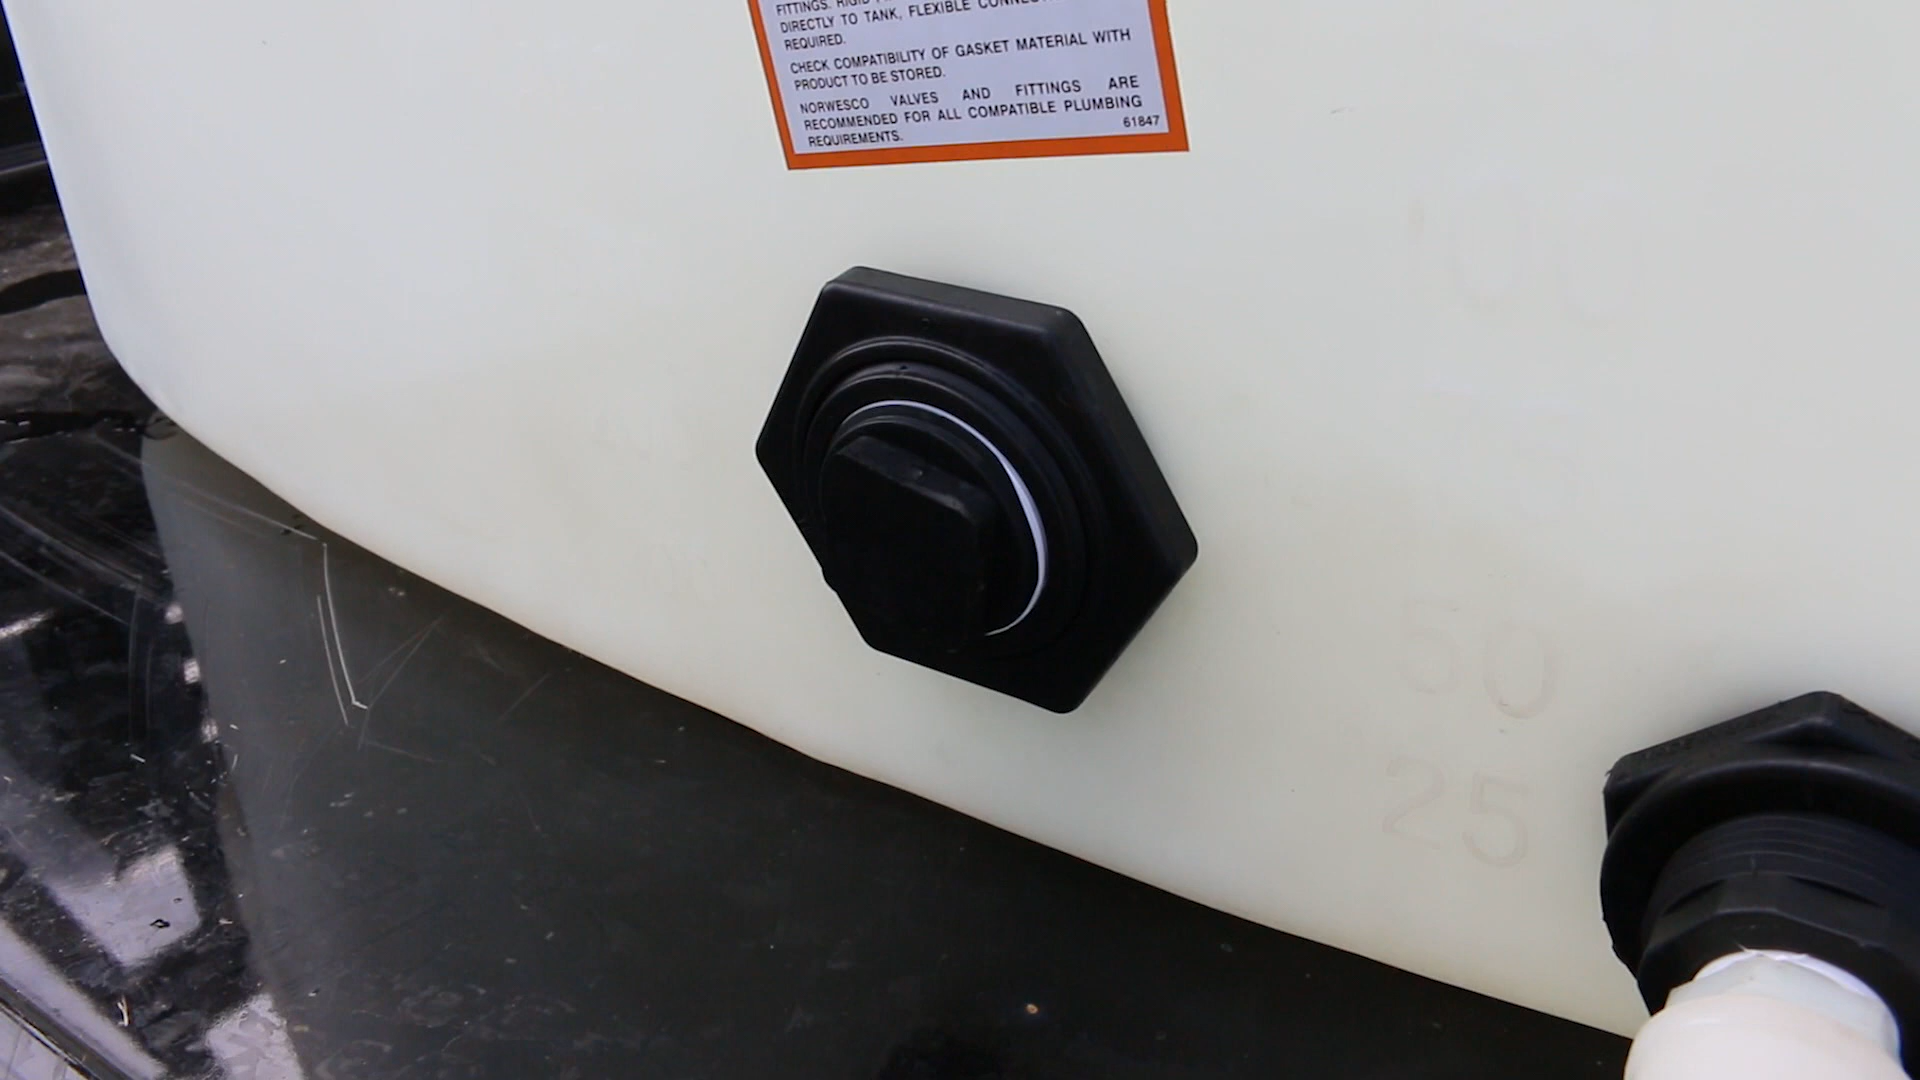 FITTINGS. RIGID
DIRECTLY TO TANK, FLEXIBLE
REQUIRED.
CHECK COMPATIBILITY OF GASKET MATERIAL WITH
PRODUCT TO BE STORED.
NORWESCO VALVES AND FITTINGS ARE
RECOMMENDED FOR ALL COMPATIBLE PLUMBING
REQUIREMENTS.
61847
50
25